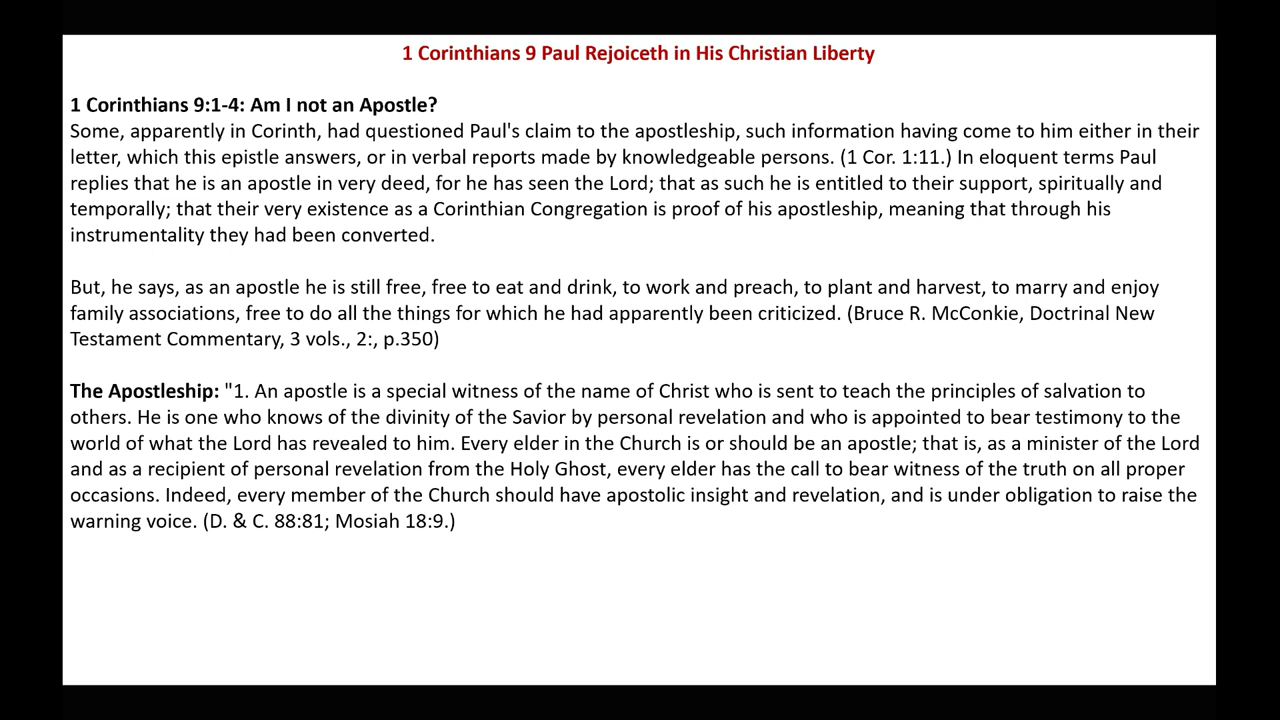 1 Corinthians 9 Paul Rejoiceth in His Christian Liberty
1 Corinthians 9:1-4: Am I not an Apostle?
Some, apparently in Corinth, had questioned Paul's claim to the apostleship, such information having come to him either in their
letter, which this epistle answers, or in verbal reports made by knowledgeable persons. (1 Cor. 1:11.) In eloquent terms Paul
replies that he is an apostle in very deed, for he has seen the Lord; that as such he is entitled to their support, spiritually and
temporally; that their very existence as a Corinthian Congregation is proof of his apostleship, meaning that through his
instrumentality they had been converted.
But, he says, as an apostle he is still free, free to eat and drink, to work and preach, to plant and harvest, to marry and enjoy
family associations, free to do all the things for which he had apparently been criticized. (Bruce R. McConkie, Doctrinal New
Testament Commentary, 3 vols., 2:, p.350)
The Apostleship: "1. An apostle is a special witness of the name of Christ who is sent to teach the principles of salvation to
others. He is one who knows of the divinity of the Savior by personal revelation and who is appointed to bear testimony to the
world of what the Lord has revealed to him. Every elder in the Church is or should be an apostle; that is, as a minister of the Lord
and as a recipient of personal revelation from the Holy Ghost, every elder has the call to bear witness of the truth on all proper
occasions. Indeed, every member of the Church should have apostolic insight and revelation, and is under obligation to raise the
warning voice. (D. & C. 88:81; Mosiah 18:9.)